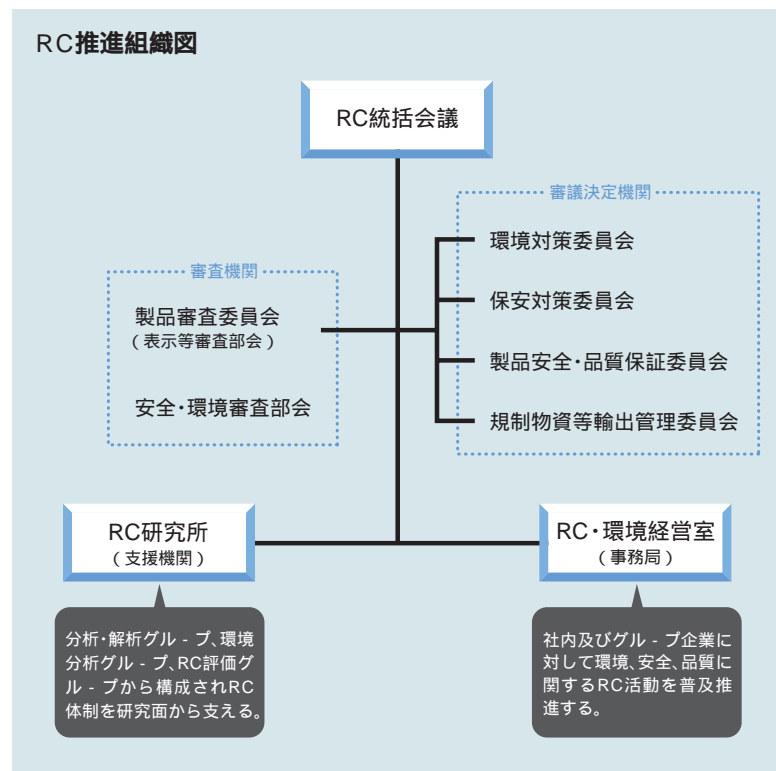 RC推進組織図
RC統括会議
審議決定機関
環境対策委員会
保安対策委員会
製品安全・品質保証委員会
規制物資等輸出管理委員会
審査機関
製品審査委員会
(表示等審査部会)
安全・環境審査部会
RC研究所
(支援機関)
RC・環境経営室
(事務局)
分析・解析グル-プ、環境
分析グル-プ、RC評価グ
ル-プから構成されRC
体制を研究面から支える。
社内及びグル-プ企業に
対して環境、安全、品質に
関するRC活動を普及推
進する。